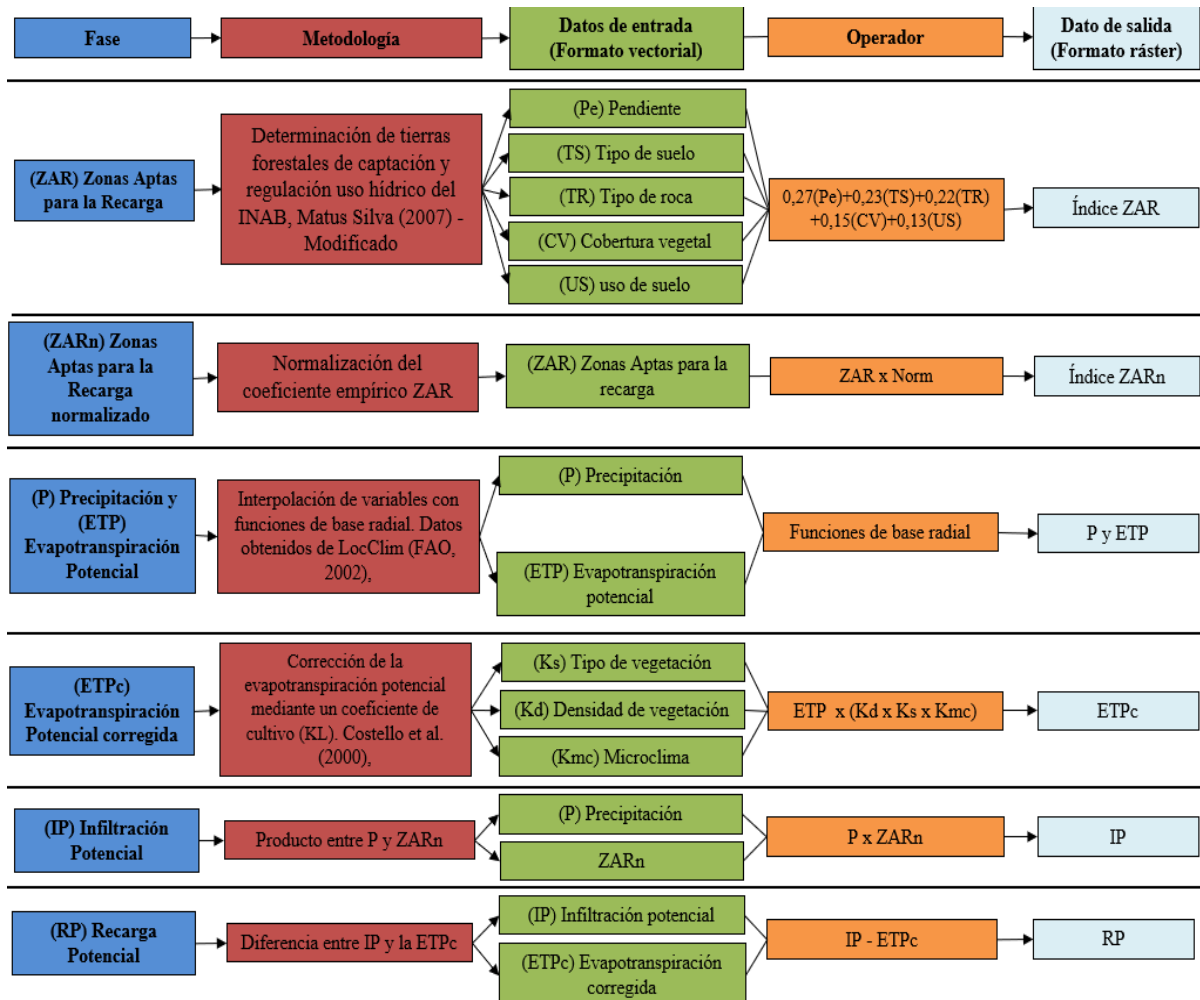 Fase
Metodología
Datos de entrada
(Formato vectorial)
Operador
Dato de salida
(Formato ráster)
(ZAR) Zonas Aptas
para la Recarga
Determinación de tierras
forestales de captación y
regulación uso hídrico del
INAB, Matus Silva (2007) -
Modificado
(Pe) Pendiente
(TS) Tipo de suelo
(TR) Tipo de roca
(CV) Cobertura vegetal
(US) uso de suelo
0,27(Pe)+0,23(TS)+0,22(TR)
+0,15(CV)+0,13(US)
Índice ZAR
(ZARn) Zonas
Aptas para la
Recarga
normalizado
Normalización del
coeficiente empírico ZAR
(ZAR) Zonas Aptas para la
recarga
ZAR x Norm
Índice ZARn
(P) Precipitación y
(ETP)
Evapotranspiración
Potencial
Interpolación de variables con
funciones de base radial. Datos
obtenidos de LocClim (FAO,
2002),
(P) Precipitación
(ETP) Evapotranspiración
potencial
Funciones de base radial
P y ETP
(ETPc)
Evapotranspiración
Potencial corregida
Corrección de la
evapotranspiración potencial
mediante un coeficiente de
cultivo (KL). Costello et al.
(2000),
(Ks) Tipo de vegetación
(Kd) Densidad de vegetación
(Kmc) Microclima
ETP x (Kd x Ks x Kmc)
ETPc
(IP) Infiltración
Potencial
Producto entre P y ZARn
(P) Precipitación
ZARn
P x ZARn
IP
(RP) Recarga
Potencial
Diferencia entre IP y la ETPc
(IP) Infiltración potencial
(ETPc) Evapotranspiración
corregida
IP - ETPc
RP